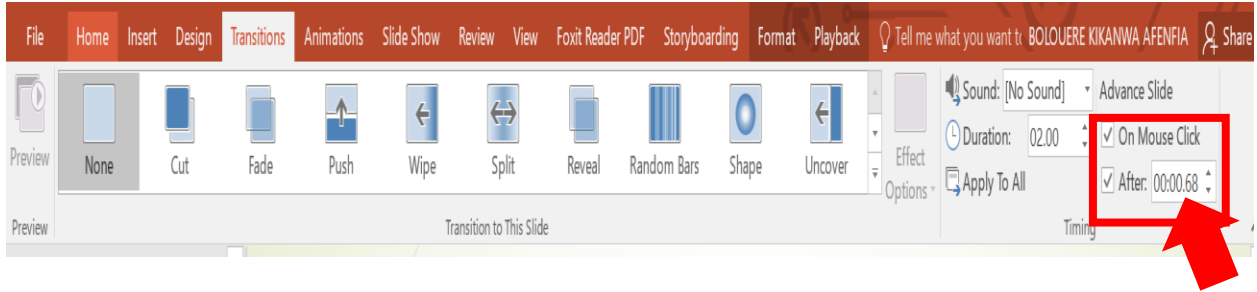 File Home Insert Design Transitions Animations Slide Show Review View Foxit Reader PDF Storyboarding Format Playback Tell me what you want to BOLOUERE KIKANWA AFENFIA Share
Sound: [No Sound] Advance Slide
Duration: 02.00 On Mouse Click
Preview None Cut Fade Push Wipe Split Reveal Random Bars Shape Uncover Effect Options
Apply To All After: 00:00.68
Preview Transition to This Slide Timing